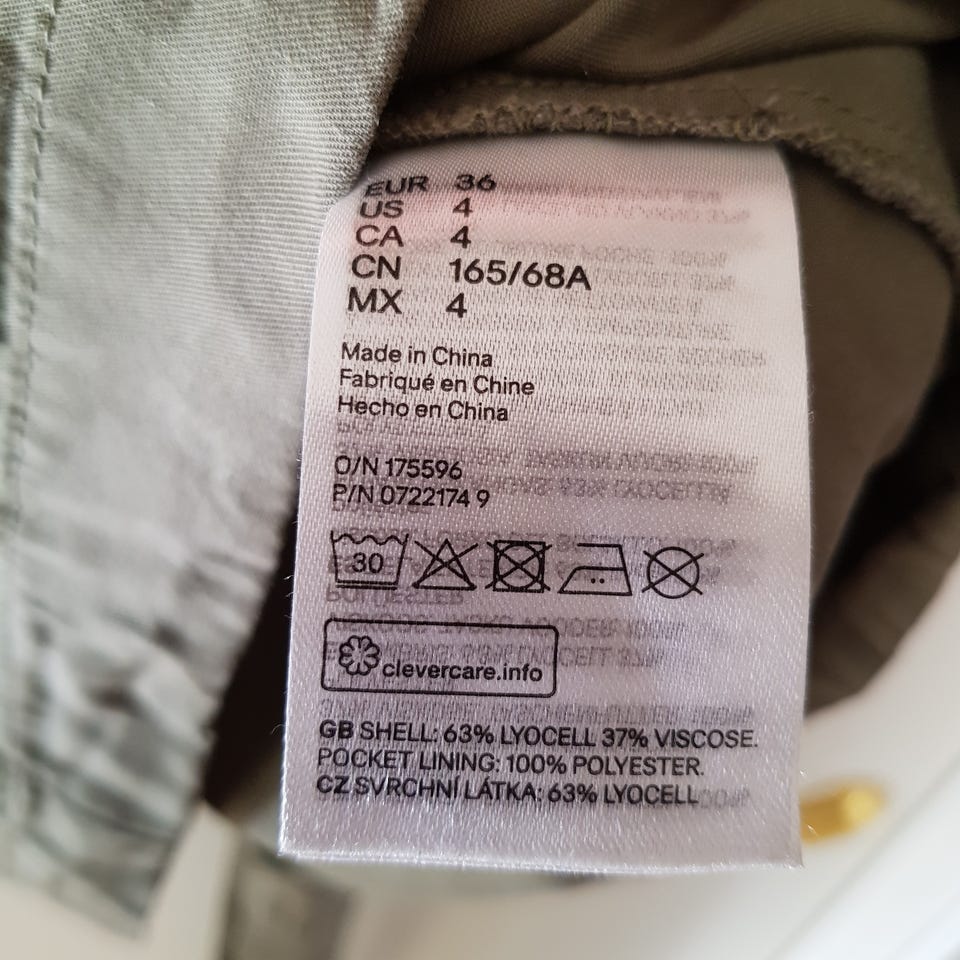 EUR 36
US 4
CA 4
CN 165/68A
MX 4
Made in China
Fabriqué en Chine
Hecho en China
O/N 175596
P/N 0722174 9
30
clevercare.info
GB SHELL: 63% LYOCELL 37% VISCOSE.
POCKET LINING: 100% POLYESTER.
CZ SVRCHNÍ LÁTKA: 63% LYOCELL